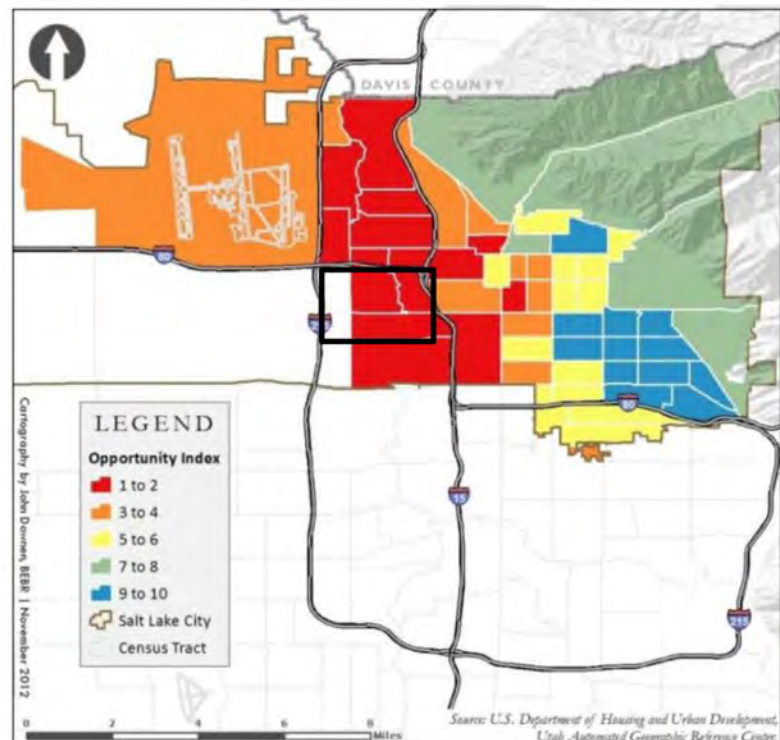 DAVIS COUNTY
80
215
80
15
215
LEGEND
Opportunity Index
1 to 2
3 to 4
5 to 6
7 to 8
9 to 10
Salt Lake City
Census Tract
Cartography by John Downen, BEBR | November 2012
0 2 4 6 8
Miles
Source: U.S. Department of Housing and Urban Development,
Utah Automated Geographic Reference Center.